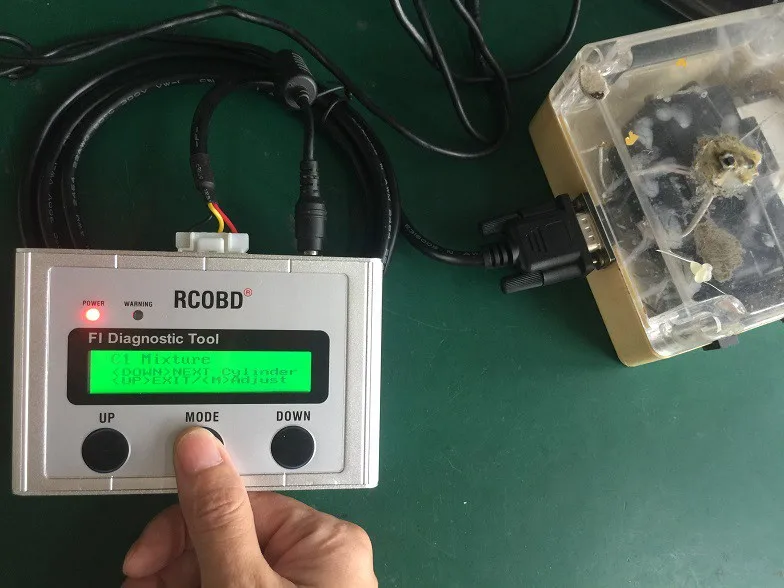 RCOBD®
POWER
WARNING
FI Diagnostic Tool
C1 Mixture
<DOWN>NEXT Cylinder
<UP>EXIT/<M>Adjust
UP
MODE
DOWN